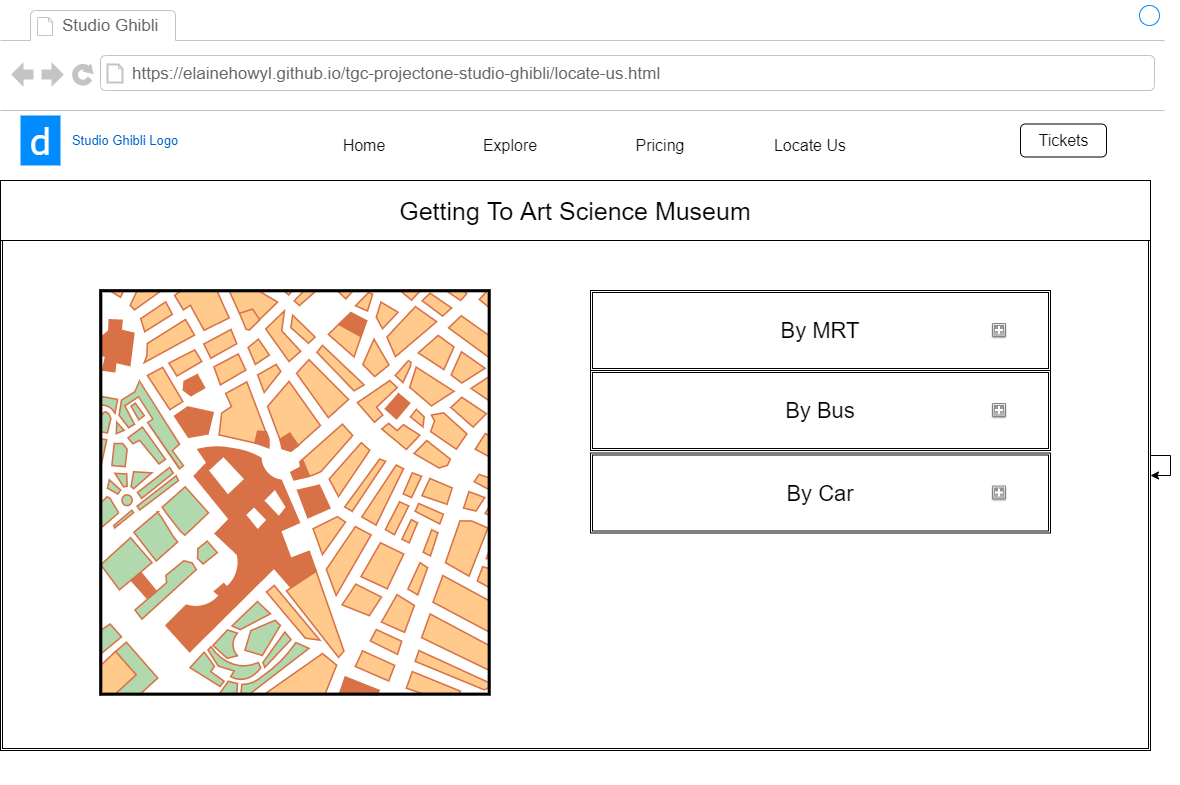 Studio Ghibli
https://elainehowyl.github.io/tgc-projectone-studio-ghibli/locate-us.html
d Studio Ghibli Logo Home Explore Pricing Locate Us Tickets
Getting To Art Science Museum
By MRT
By Bus
By Car